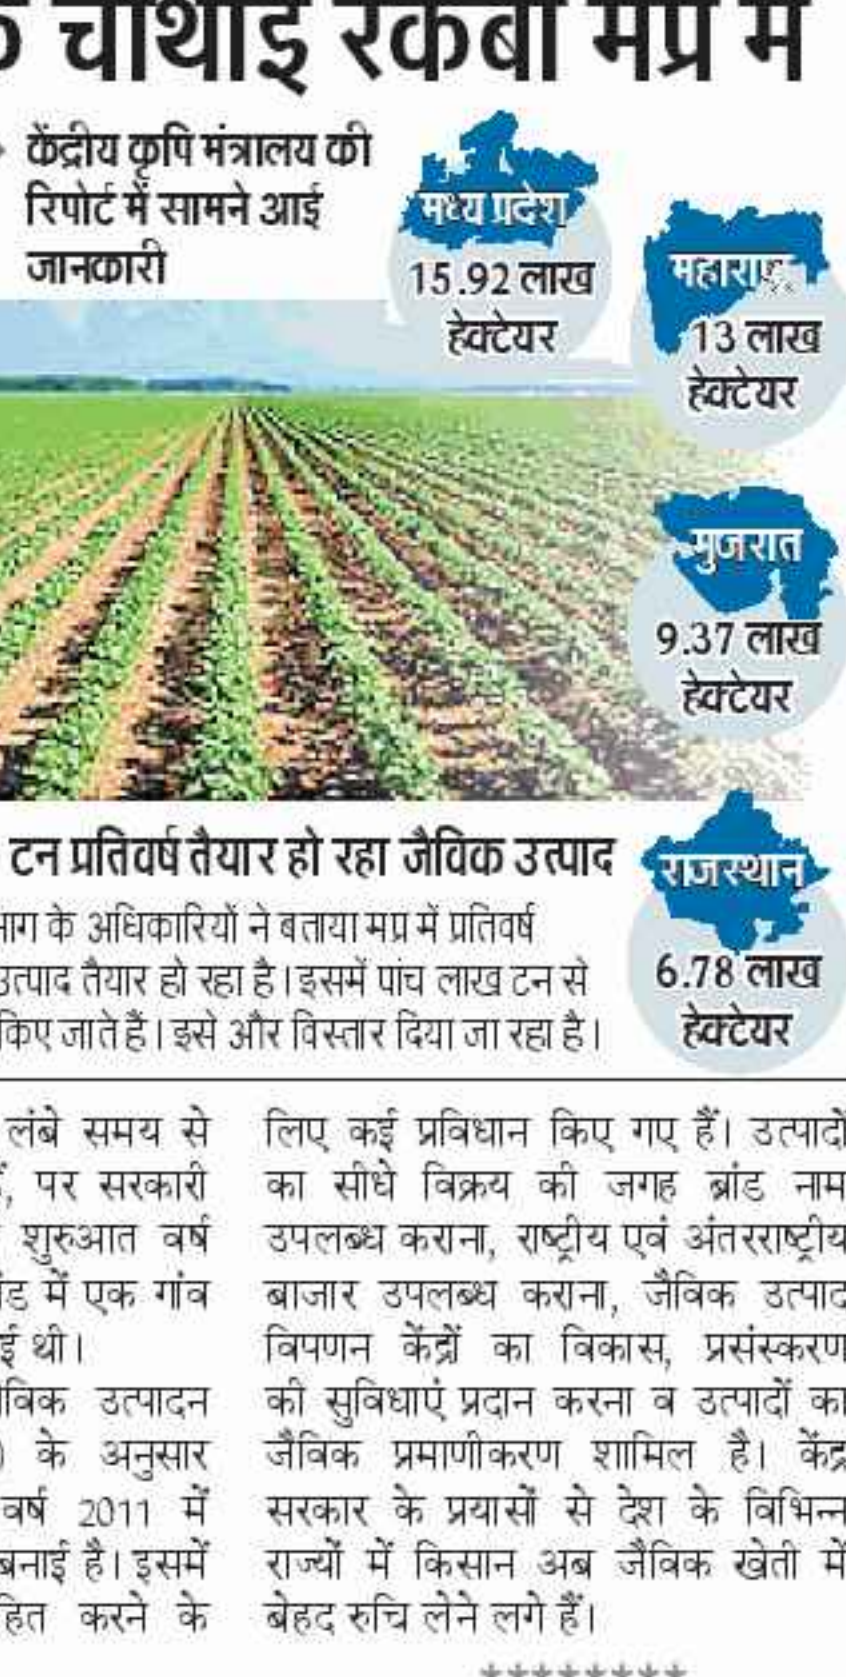 चौथाई रकबा मप्र में
केंद्रीय कृषि मंत्रालय की
रिपोर्ट में सामने आई
जानकारी
मध्य प्रदेश
15.92 लाख
हेक्टेयर
13 लाख
हेक्टेयर
गुजरात
9.37 लाख
हेक्टेयर
राजस्थान
6.78 लाख
हेक्टेयर
टन प्रतिवर्ष तैयार हो रहा जैविक उत्पाद
के अधिकारियों ने बताया मप्र में प्रतिवर्ष
उत्पाद तैयार हो रहा है। इसमें पांच लाख टन से
किए जाते हैं। इसे और विस्तार दिया जा रहा है।
लंबे समय से
पर सरकारी
शुरुआत वर्ष
में एक गांव
थी।
उत्पादन
) के अनुसार
वर्ष 2011 में
बनाई है। इसमें
करने के
लिए कई प्रविधान किए गए हैं। उत्पादों
का सीधे विक्रय की जगह ब्रांड नाम
उपलब्ध कराना, राष्ट्रीय एवं अंतरराष्ट्रीय
बाजार उपलब्ध कराना, जैविक उत्पाद
विपणन केंद्रों का विकास, प्रसंस्करण
की सुविधाएं प्रदान करना व उत्पादों का
जैविक प्रमाणीकरण शामिल है। केंद्र
सरकार के प्रयासों से देश के विभिन्न
राज्यों में किसान अब जैविक खेती में
बेहद रुचि लेने लगे हैं।